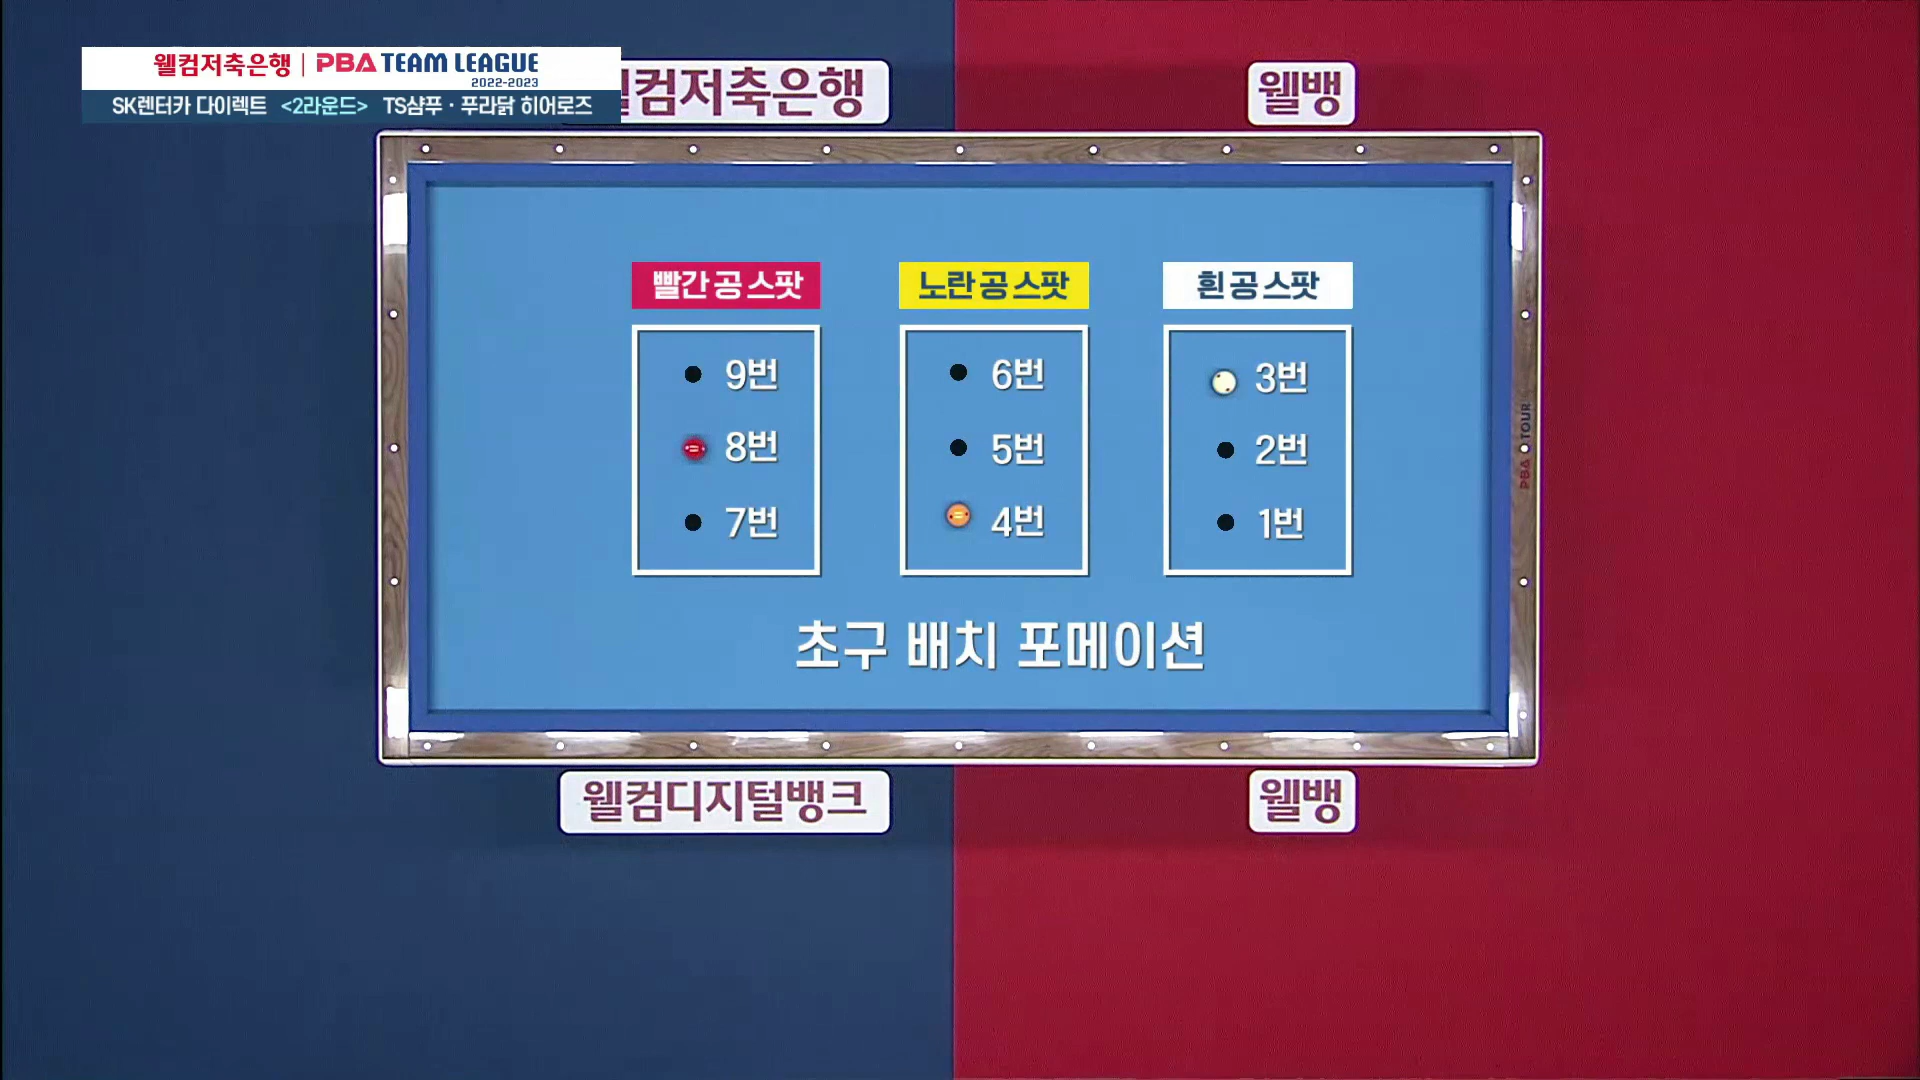 웰컴저축은행 | PBA TEAM LEAGUE
2022-2023
SK렌터카 다이렉트 <2라운드> TS샴푸 · 푸라닭 히어로즈
웰컴저축은행
웰뱅
빨간 공 스팟
노란 공 스팟
흰 공 스팟
9번
6번
3번
8번
5번
2번
7번
4번
1번
초구 배치 포메이션
PBA TOUR
웰컴디지털뱅크
웰뱅